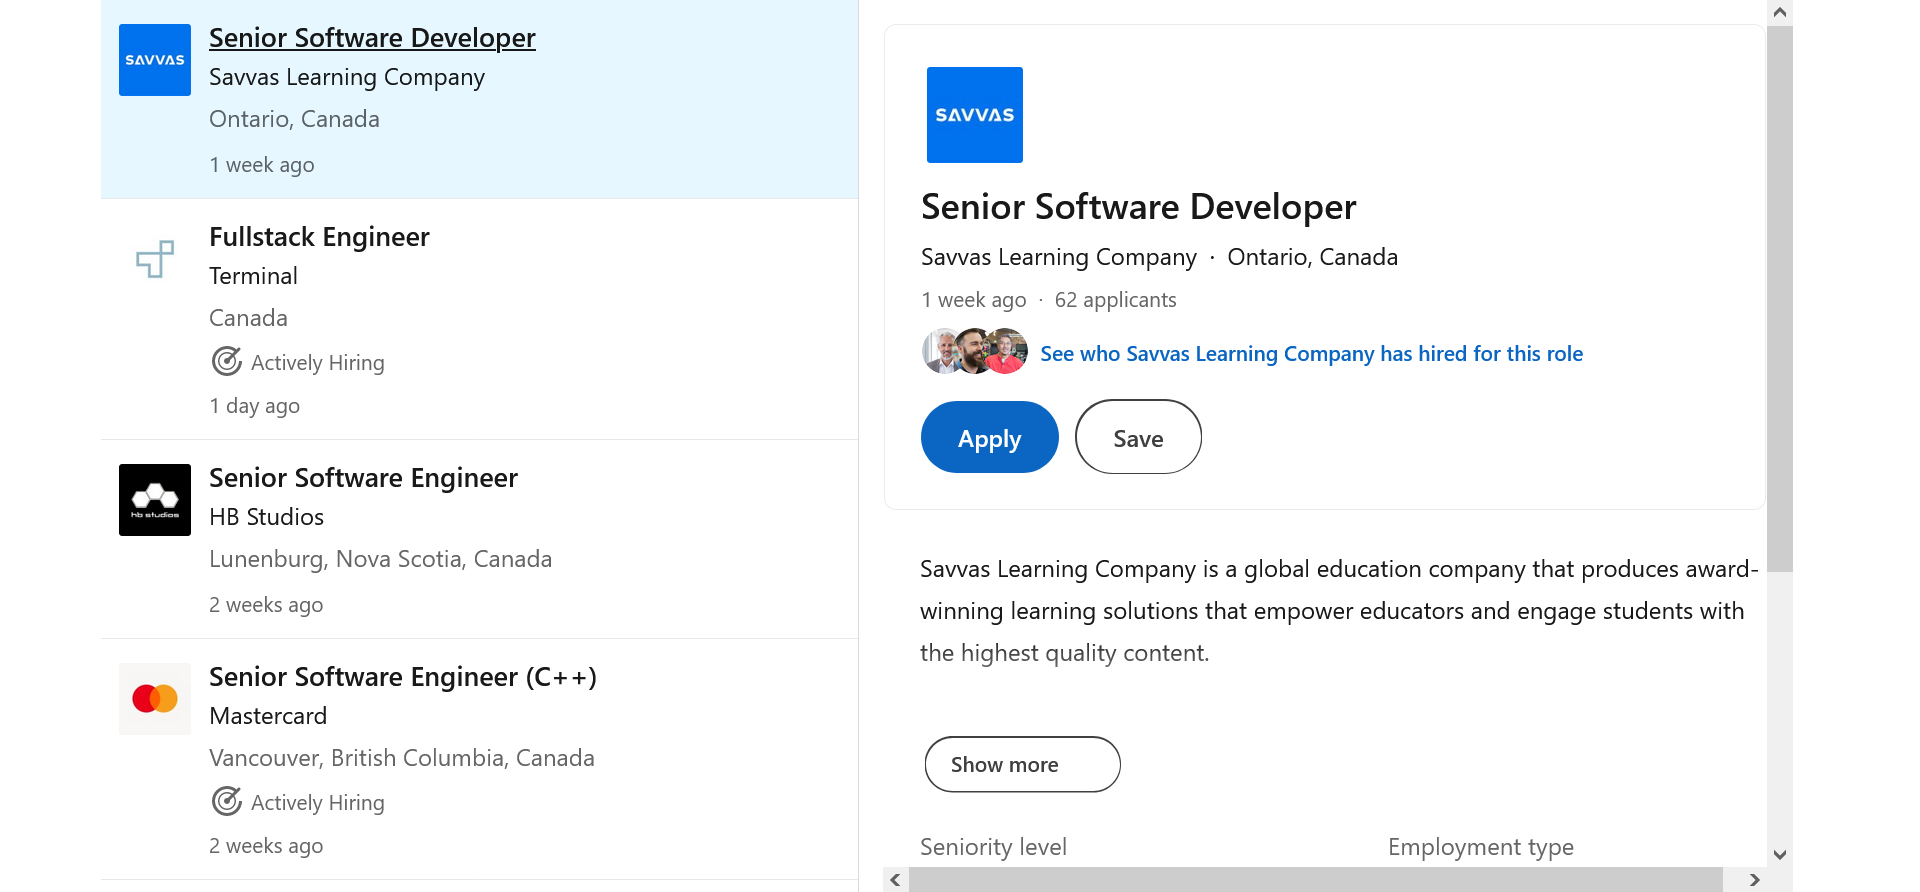 SAVVAS
Senior Software Developer
Savvas Learning Company
Ontario, Canada
1 week ago
Fullstack Engineer
Terminal
Canada
Actively Hiring
1 day ago
hb studios
Senior Software Engineer
HB Studios
Lunenburg, Nova Scotia, Canada
2 weeks ago
Senior Software Engineer (C++)
Mastercard
Vancouver, British Columbia, Canada
Actively Hiring
2 weeks ago
SAVVAS
Senior Software Developer
Savvas Learning Company · Ontario, Canada
1 week ago · 62 applicants
See who Savvas Learning Company has hired for this role
Apply Save
Savvas Learning Company is a global education company that produces award-
winning learning solutions that empower educators and engage students with
the highest quality content.
Show more
Seniority level Employment type